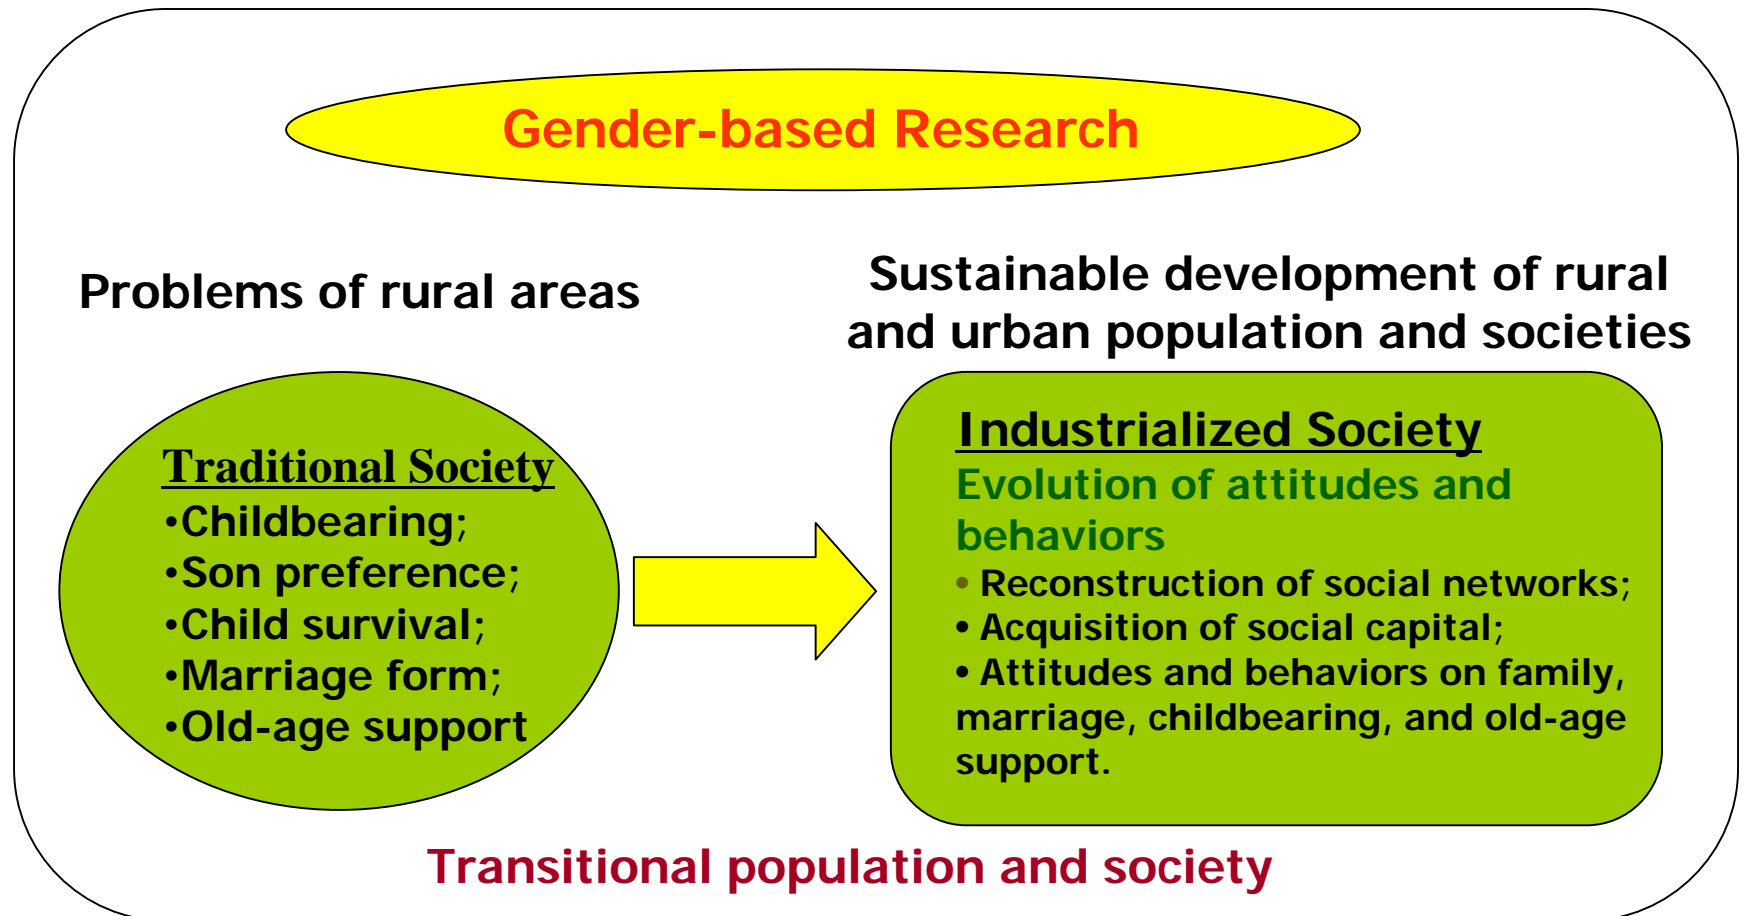 Gender-based Research
Problems of rural areas
Sustainable development of rural
and urban population and societies
Traditional Society
•Childbearing;
•Son preference;
•Child survival;
•Marriage form;
•Old-age support
Industrialized Society
Evolution of attitudes and
behaviors
• Reconstruction of social networks;
• Acquisition of social capital;
• Attitudes and behaviors on family,
marriage, childbearing, and old-age
support.
Transitional population and society